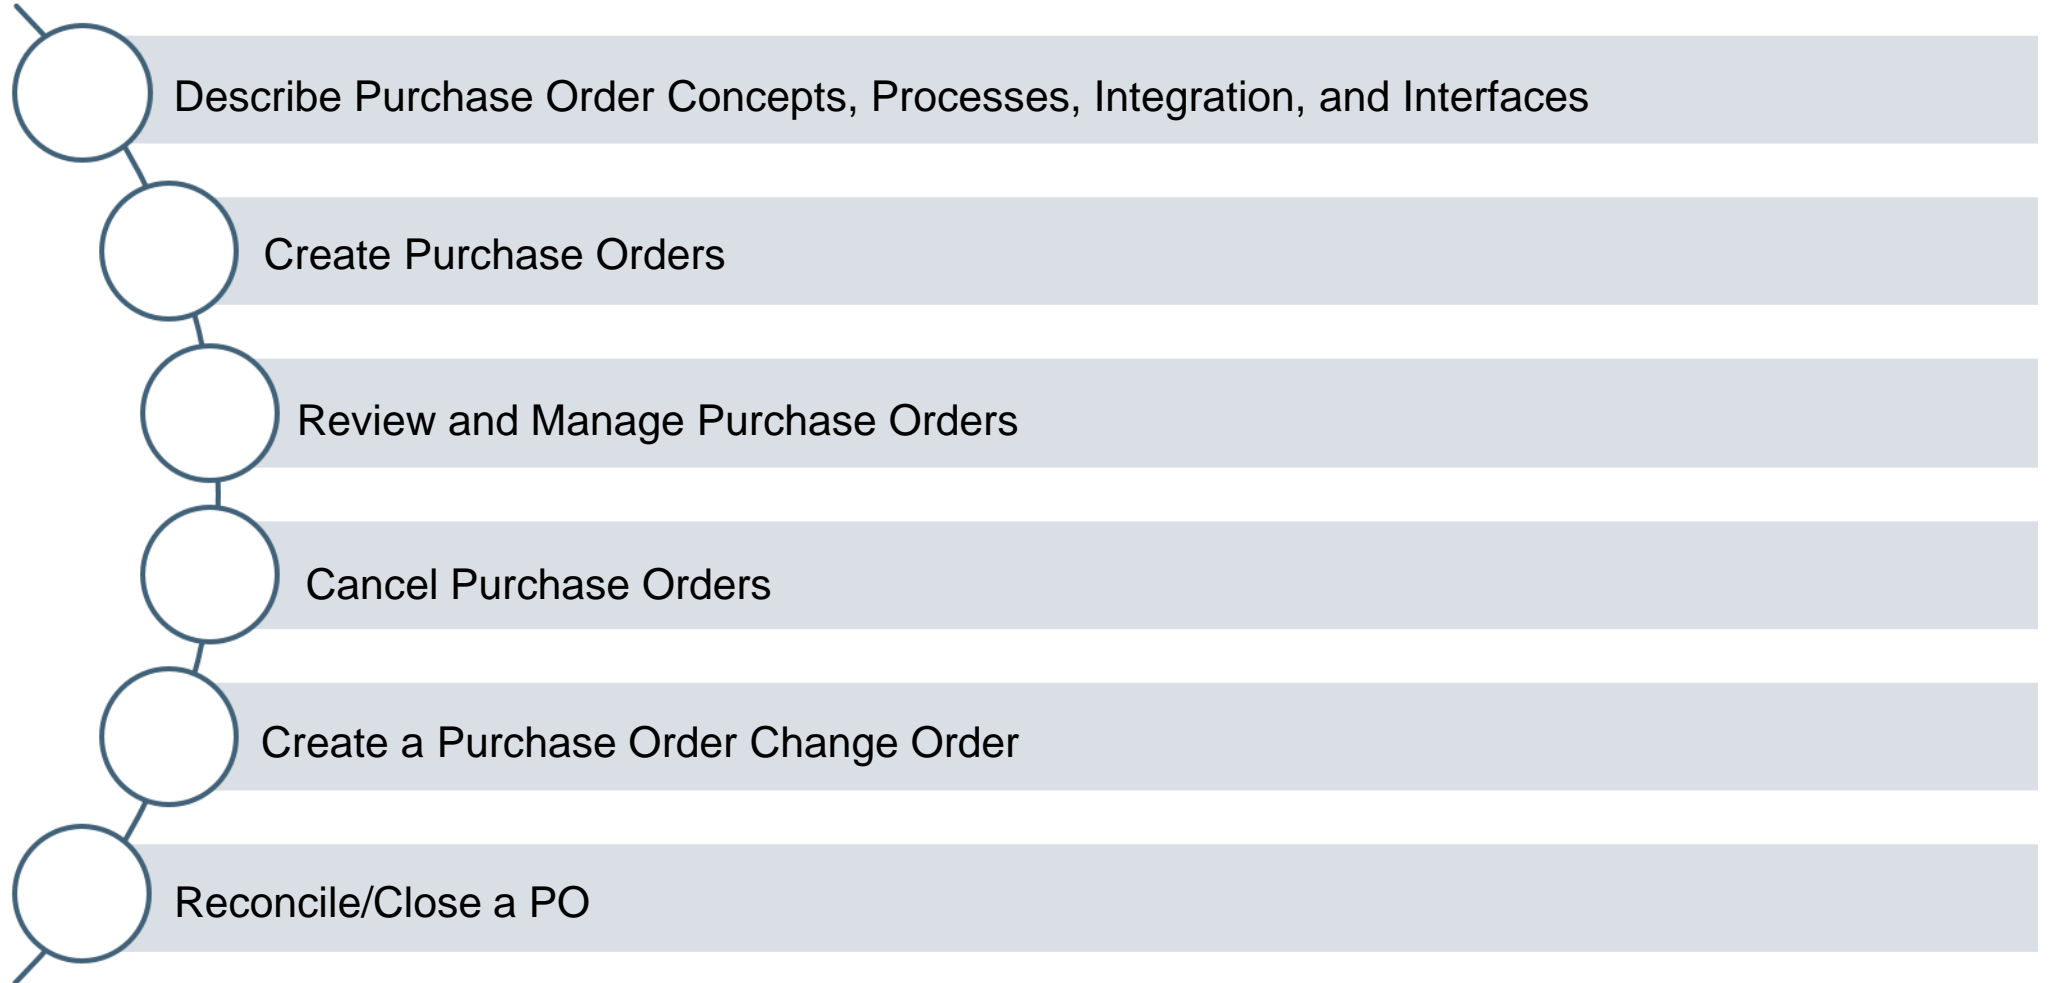 Describe Purchase Order Concepts, Processes, Integration, and Interfaces
Create Purchase Orders
Review and Manage Purchase Orders
Cancel Purchase Orders
Create a Purchase Order Change Order
Reconcile/Close a PO